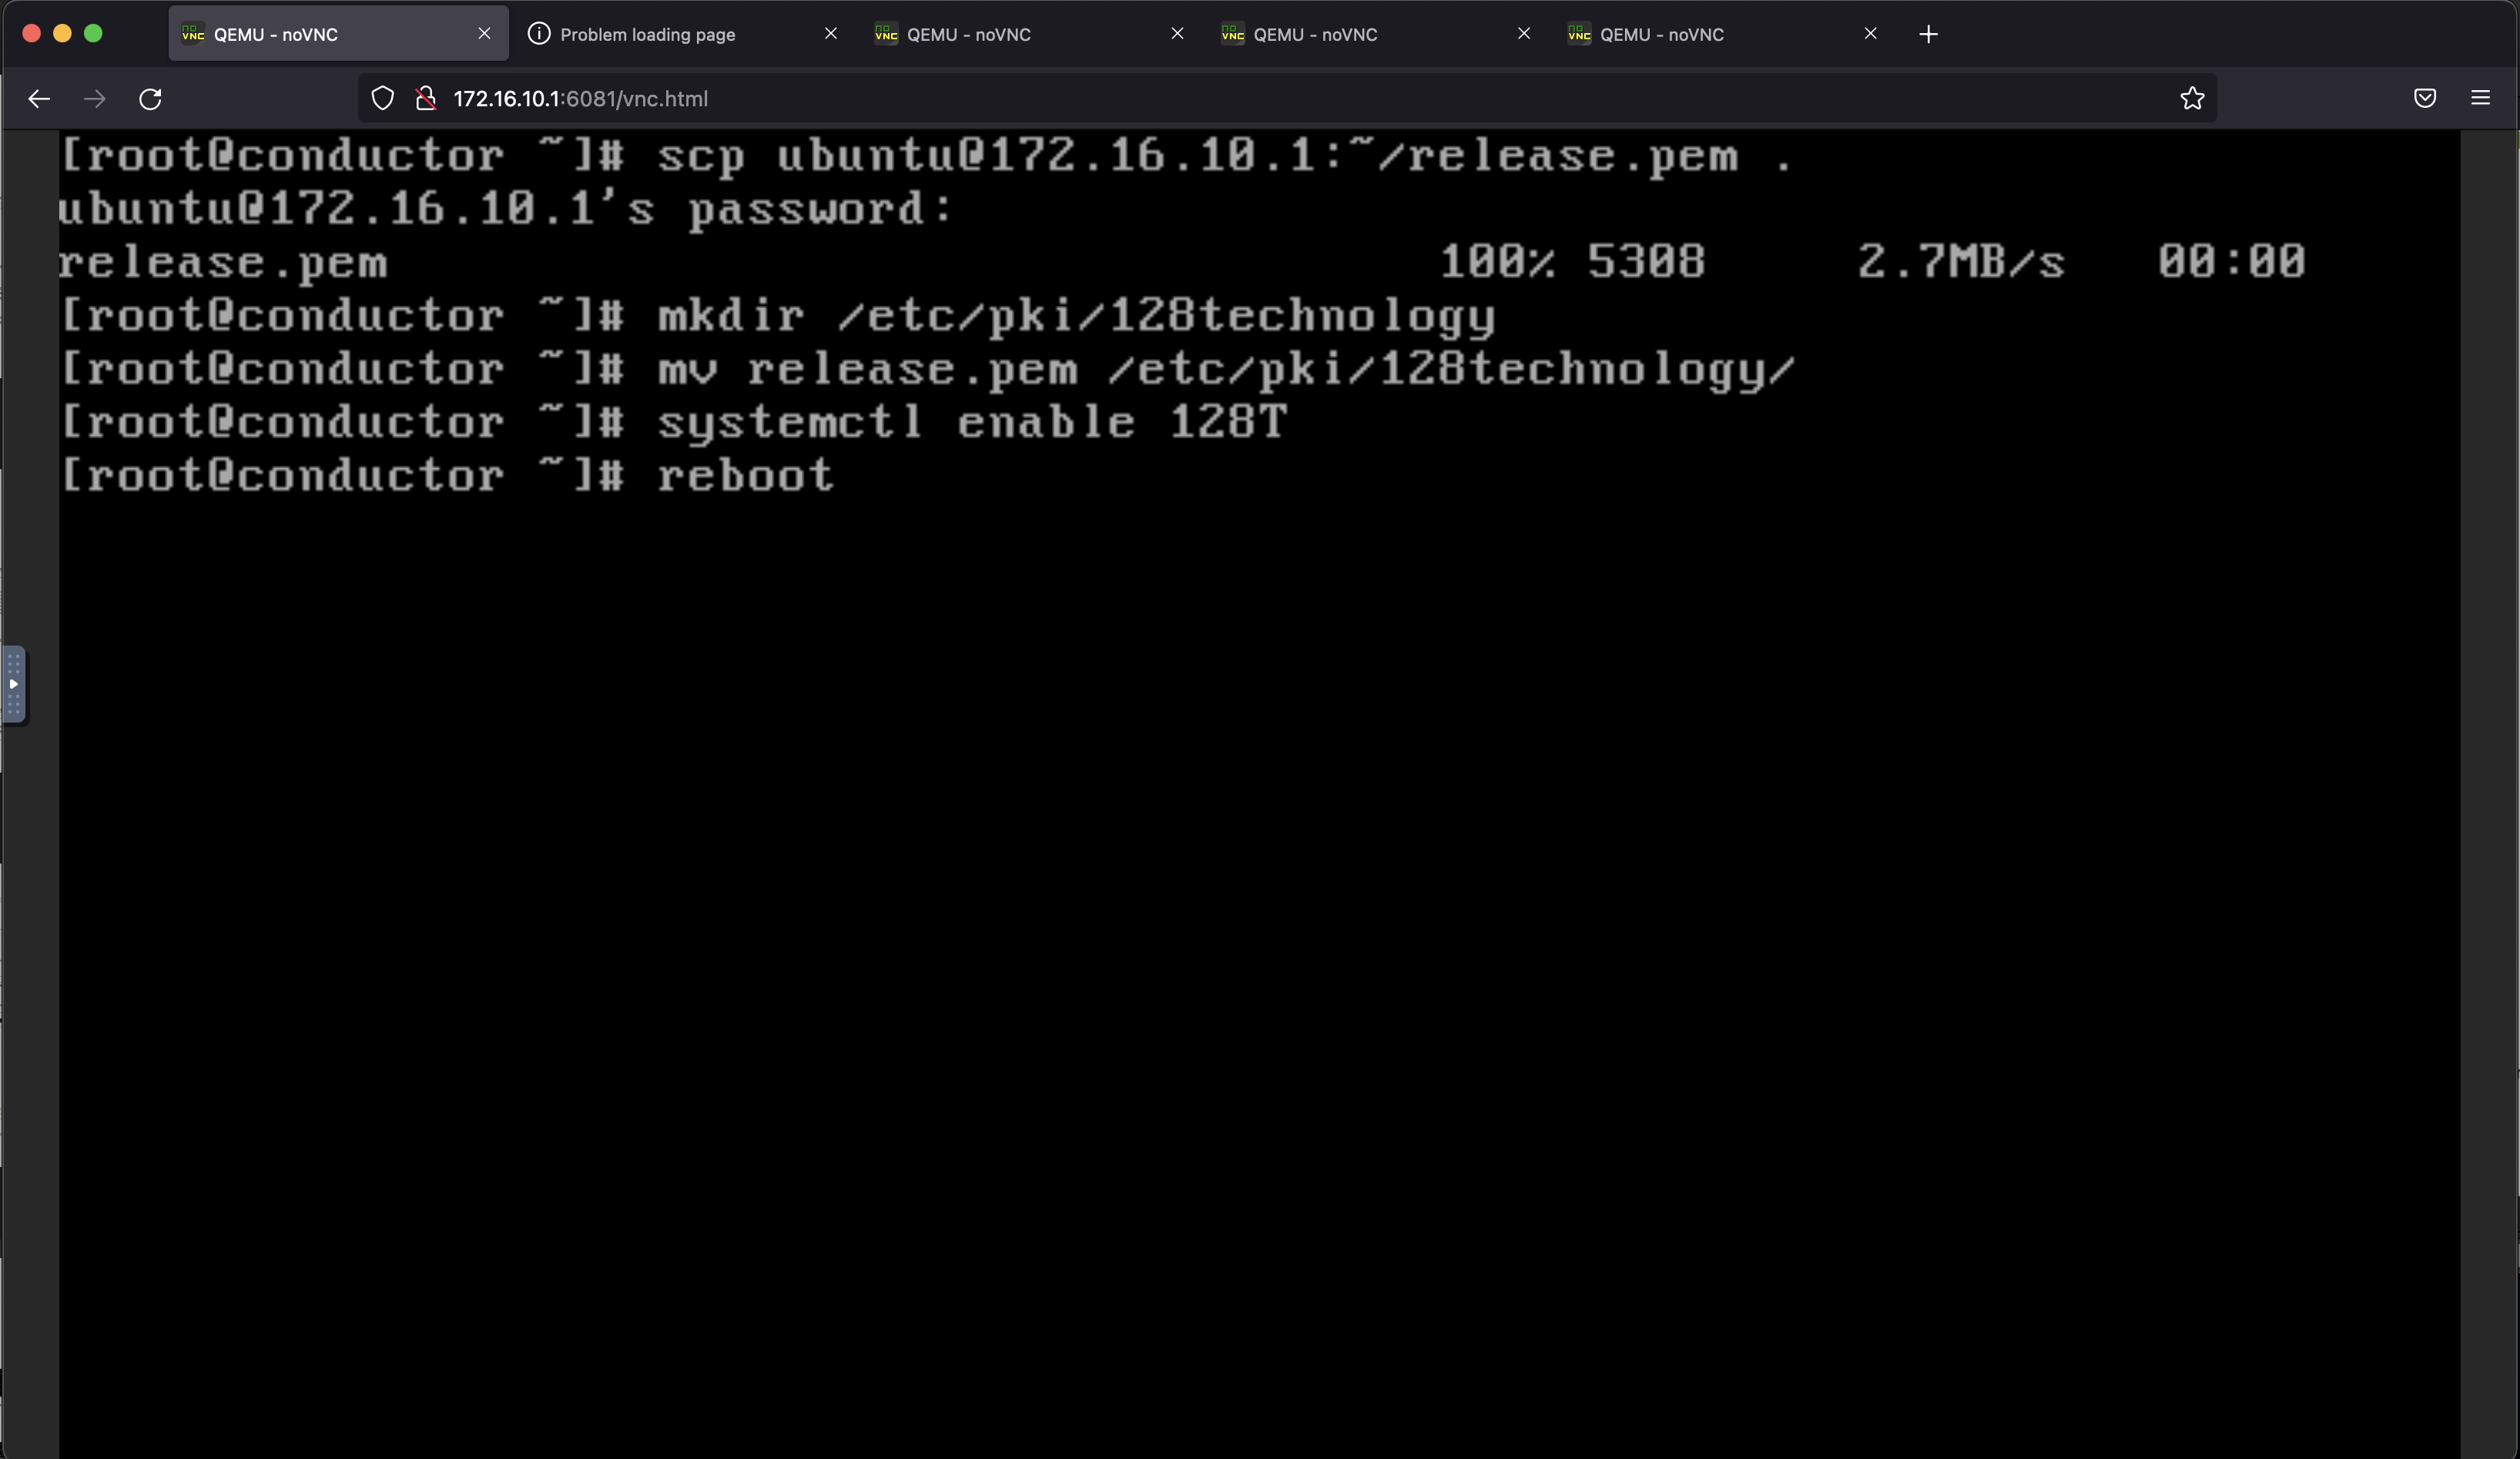 QEMU - noVNC
Problem loading page
QEMU - noVNC
QEMU - noVNC
QEMU - noVNC
172.16.10.1:6081/vnc.html
[root@conductor ~]# scp ubuntu@172.16.10.1:~/release.pem .
ubuntu@172.16.10.1's password:
release.pem 100% 5308 2.7MB/s 00:00
[root@conductor ~]# mkdir /etc/pki/128technology
[root@conductor ~]# mv release.pem /etc/pki/128technology/
[root@conductor ~]# systemctl enable 128T
[root@conductor ~]# reboot